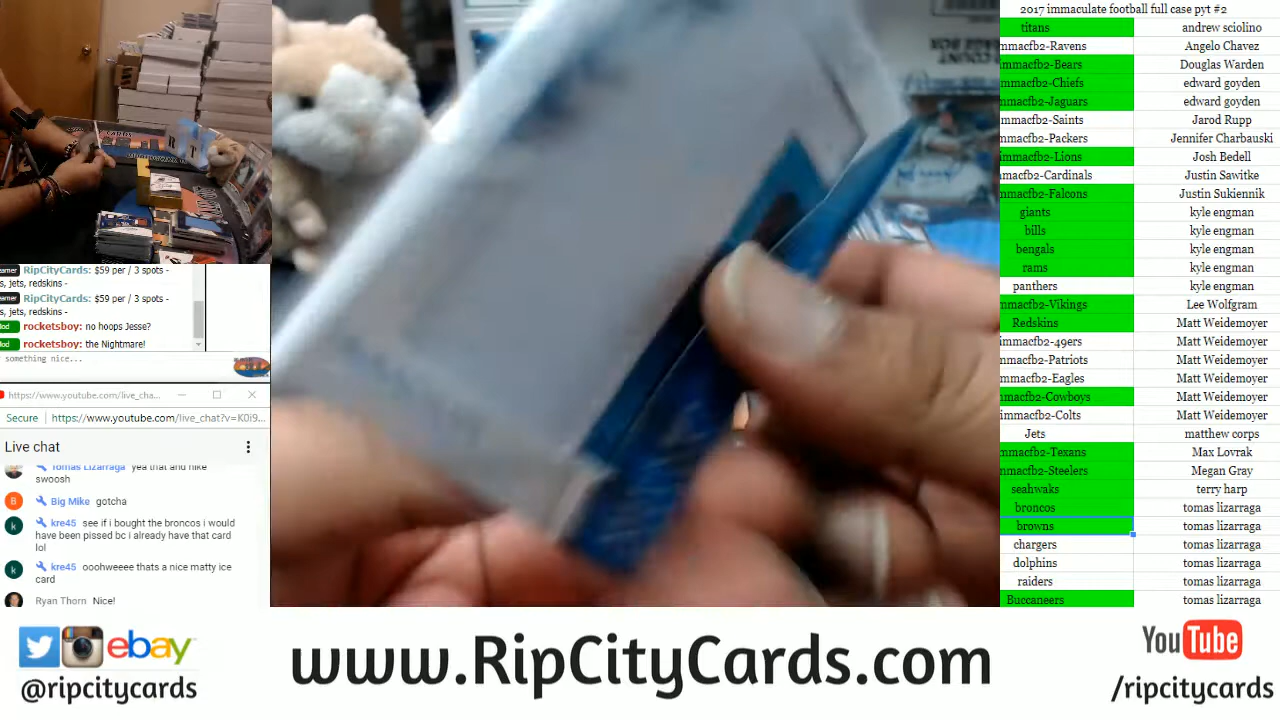 2017 immaculate football full case pyt #2
titans andrew sciolino
mmacfb2-Ravens Angelo Chavez
mmacfb2-Bears Douglas Warden
mmacfb2-Chiefs edward goyden
mmacfb2-Jaguars edward goyden
mmacfb2-Saints Jarod Rupp
mmacfb2-Packers Jennifer Charbauski
mmacfb2-Lions Josh Bedell
mmacfb2-Cardinals Justin Sawitke
mmacfb2-Falcons Justin Sukiennik
giants kyle engman
bills kyle engman
bengals kyle engman
rams kyle engman
panthers kyle engman
mmacfb2-Vikings Lee Wolfgram
Redskins Matt Weidemoyer
immacfb2-49ers Matt Weidemoyer
mmacfb2-Patriots Matt Weidemoyer
mmacfb2-Eagles Matt Weidemoyer
mmacfb2-Cowboys Matt Weidemoyer
immacfb2-Colts Matt Weidemoyer
Jets matthew corps
mmacfb2-Texans Max Lovrak
mmacfb2-Steelers Megan Gray
seahwaks terry harp
broncos tomas lizarraga
browns tomas lizarraga
chargers tomas lizarraga
dolphins tomas lizarraga
raiders tomas lizarraga
Buccaneers tomas lizarraga
eamer RipCityCards: $59 per / 3 spots -
s, jets, redskins -
eamer RipCityCards: $59 per / 3 spots -
s, jets, redskins -
Mod rocketsboy: no hoops Jesse?
Mod rocketsboy: the Nightmare!
something nice...
https://www.youtube.com/live_cha...
Secure https://www.youtube.com/live_chat?v=K0i9...
Live chat
Tomas Lizarraga yea that and nike
swoosh
B Big Mike gotcha
k kre45 see if i bought the broncos i would
have been pissed bc i already have that card
lol
k kre45 ooohweeee thats a nice matty ice
card
Ryan Thorn Nice!
ebay
@ripcitycards
www.RipCityCards.com
YouTube
/ripcitycards